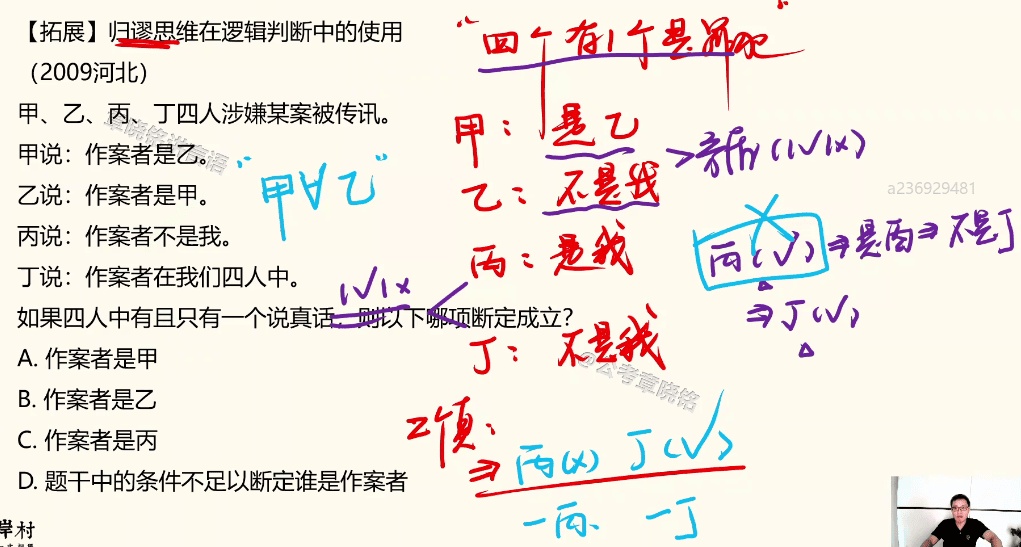 【拓展】归谬思维在逻辑判断中的使用
（2009河北）
甲、乙、丙、丁四人涉嫌某案被传讯。
甲说：作案者是乙。
乙说：作案者是甲。
丙说：作案者不是我。
丁说：作案者在我们四人中。
如果四人中有且只有一个说真话，则以下哪项断定成立?
A. 作案者是甲
B. 作案者是乙
C. 作案者是丙
D. 题干中的条件不足以断定谁是作案者
“四个有1个是罪犯”
甲：是乙
乙：不是我
丙：是我
丁：不是我
矛盾(1√1×)
1√1×
“甲∀乙”
丙(√)⇒是丙⇒不是丁
⇒丁(√)
2个真：
⇒丙(×) 丁(√)
一丙、一丁
a236929481
@公考章晓铭
岸村